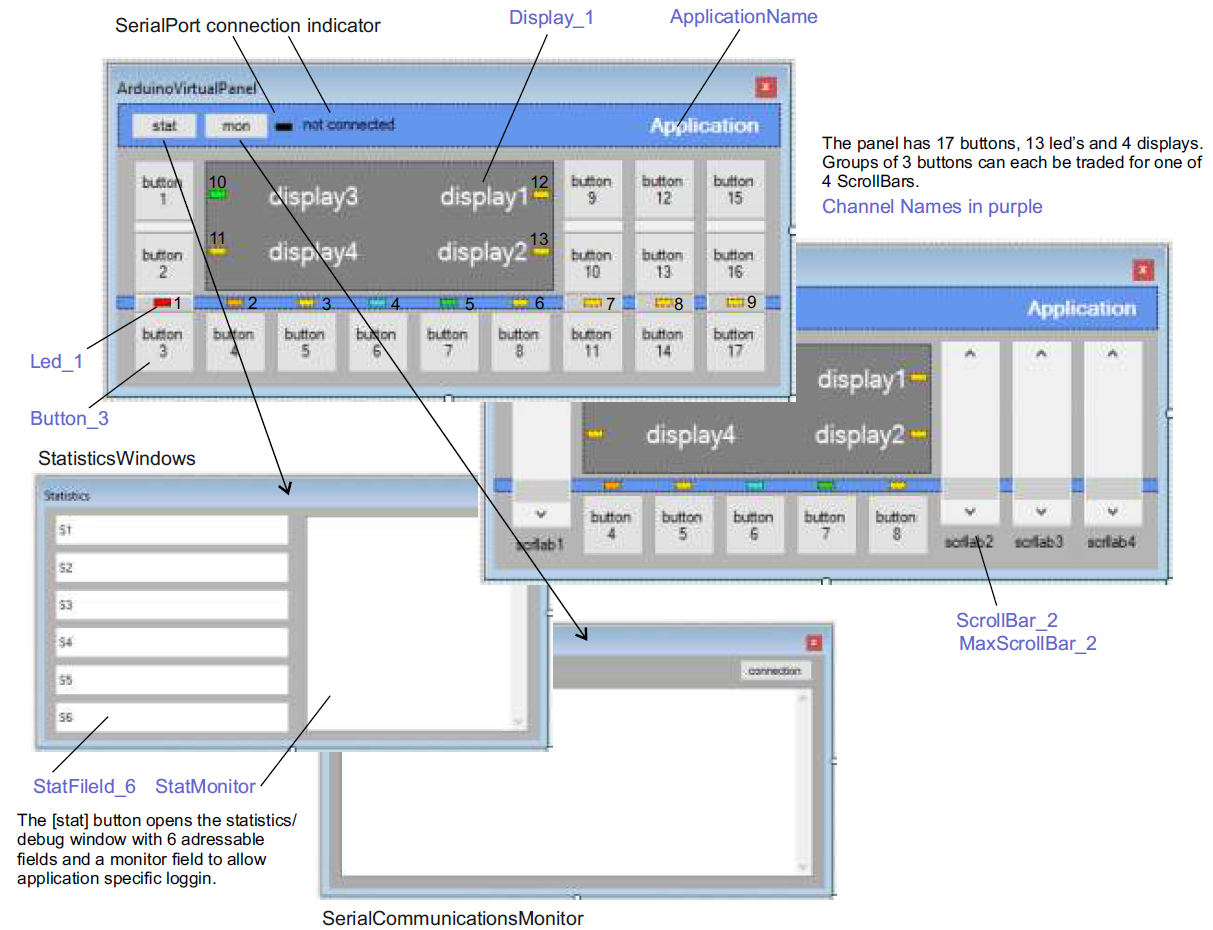 SerialPort connection indicator
Display_1
ApplicationName
ArduinoVirtualPanel
x
stat
mon
not connected
Application
The panel has 17 buttons, 13 led's and 4 displays.
Groups of 3 buttons can each be traded for one of
4 ScrollBars.
Channel Names in purple
button
1
10
display3
display1
12
button
9
button
12
button
15
button
2
11
display4
display2
13
button
10
button
13
button
16
1
2
3
4
5
6
7
8
9
button
3
button
4
button
5
button
6
button
7
button
8
button
11
button
14
button
17
Led_1
Button_3
x
Application
display1
display4
display2
button
4
button
5
button
6
button
7
button
8
scrllab1
scrllab2
scrllab3
scrllab4
ScrollBar_2
MaxScrollBar_2
StatisticsWindows
Statistics
S1
S2
S3
S4
S5
S6
x
connection
StatFileId_6
StatMonitor
The [stat] button opens the statistics/
debug window with 6 adressable
fields and a monitor field to allow
application specific loggin.
SerialCommunicationsMonitor